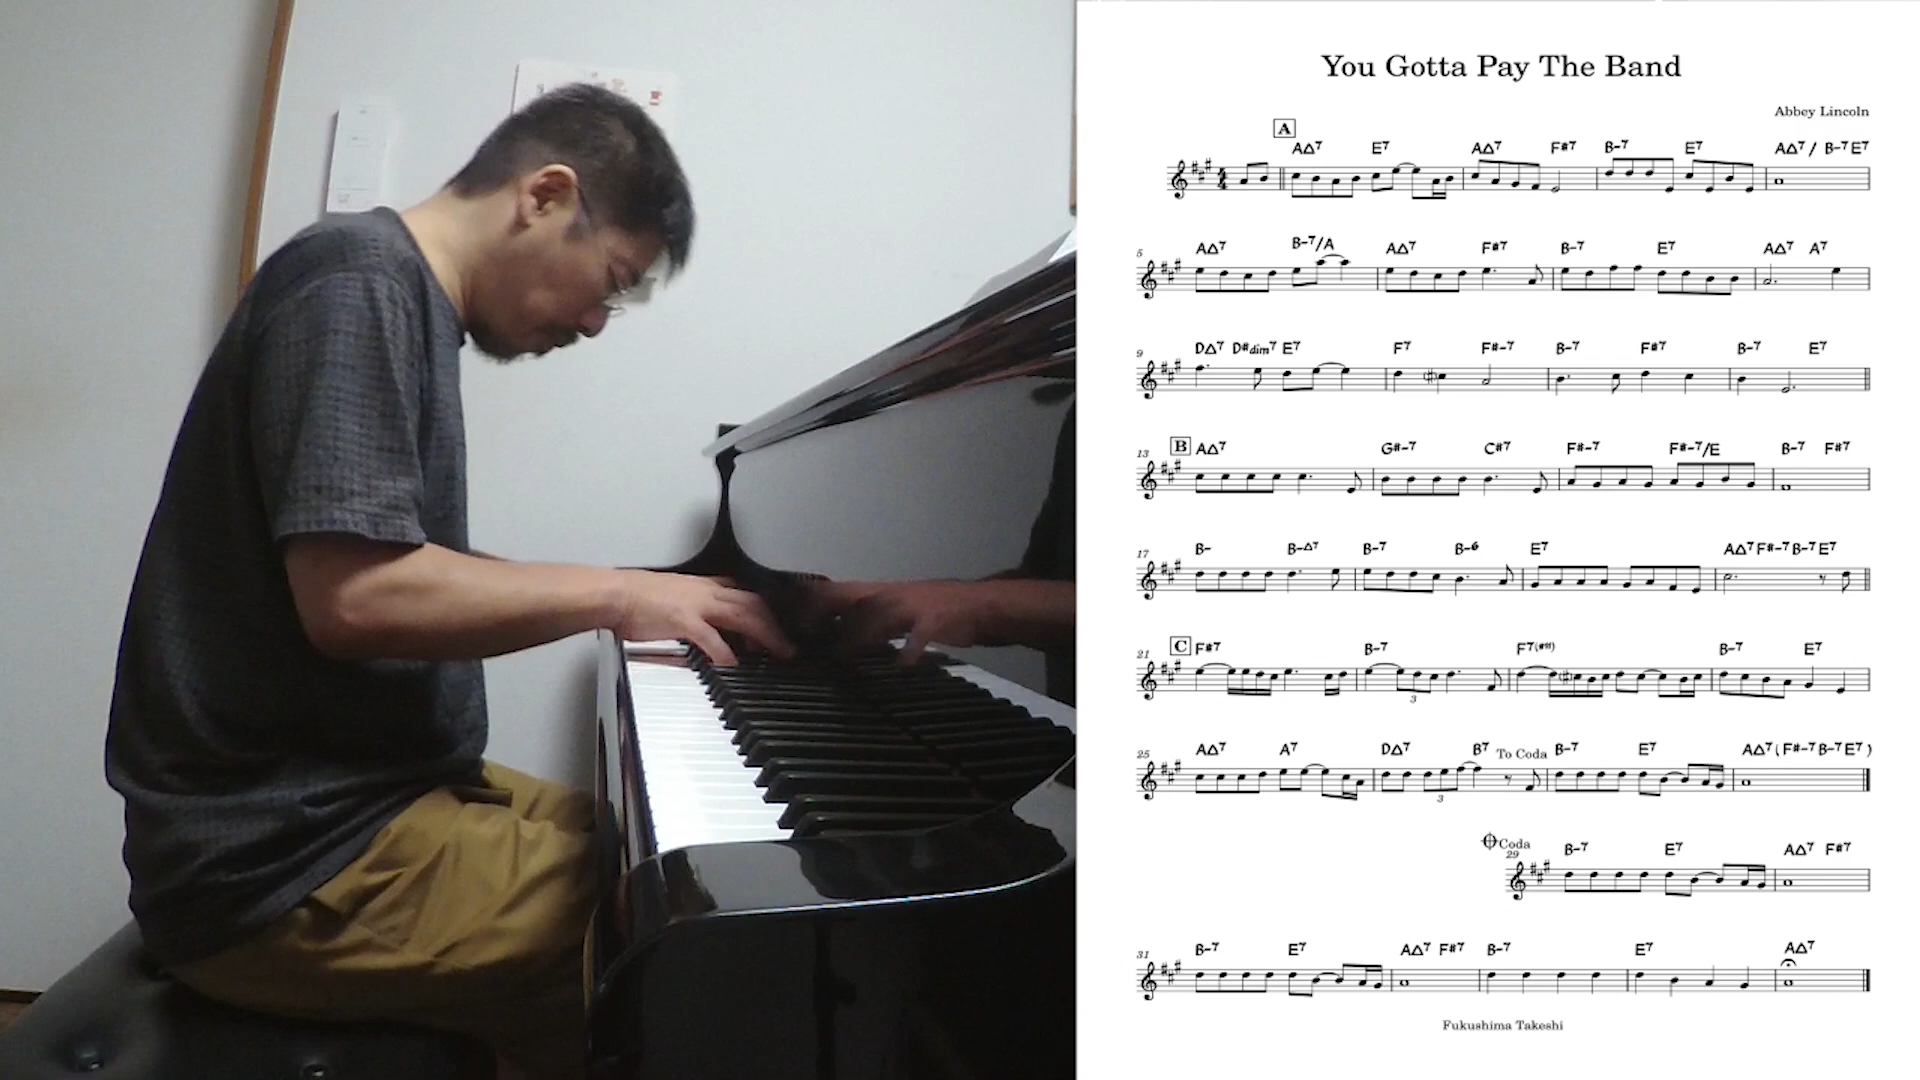 You Gotta Pay The Band
Abbey Lincoln
A
AΔ7 E7 AΔ7 F#7 B-7 E7 AΔ7 / B-7 E7
5
AΔ7 B-7/A AΔ7 F#7 B-7 E7 AΔ7 A7
9
DΔ7 D#dim7 E7 F7 F#-7 B-7 F#7 B-7 E7
13
B AΔ7 G#-7 C#7 F#-7 F#-7/E B-7 F#7
17
B- B-Δ7 B-7 B-6 E7 AΔ7 F#-7 B-7 E7
21
C F#7 B-7 F7(#11) B-7 E7
3
25
AΔ7 A7 DΔ7 B7 To Coda B-7 E7 AΔ7 ( F#-7 B-7 E7 )
3
Coda
29
B-7 E7 AΔ7 F#7
31
B-7 E7 AΔ7 F#7 B-7 E7 AΔ7
Fukushima Takeshi